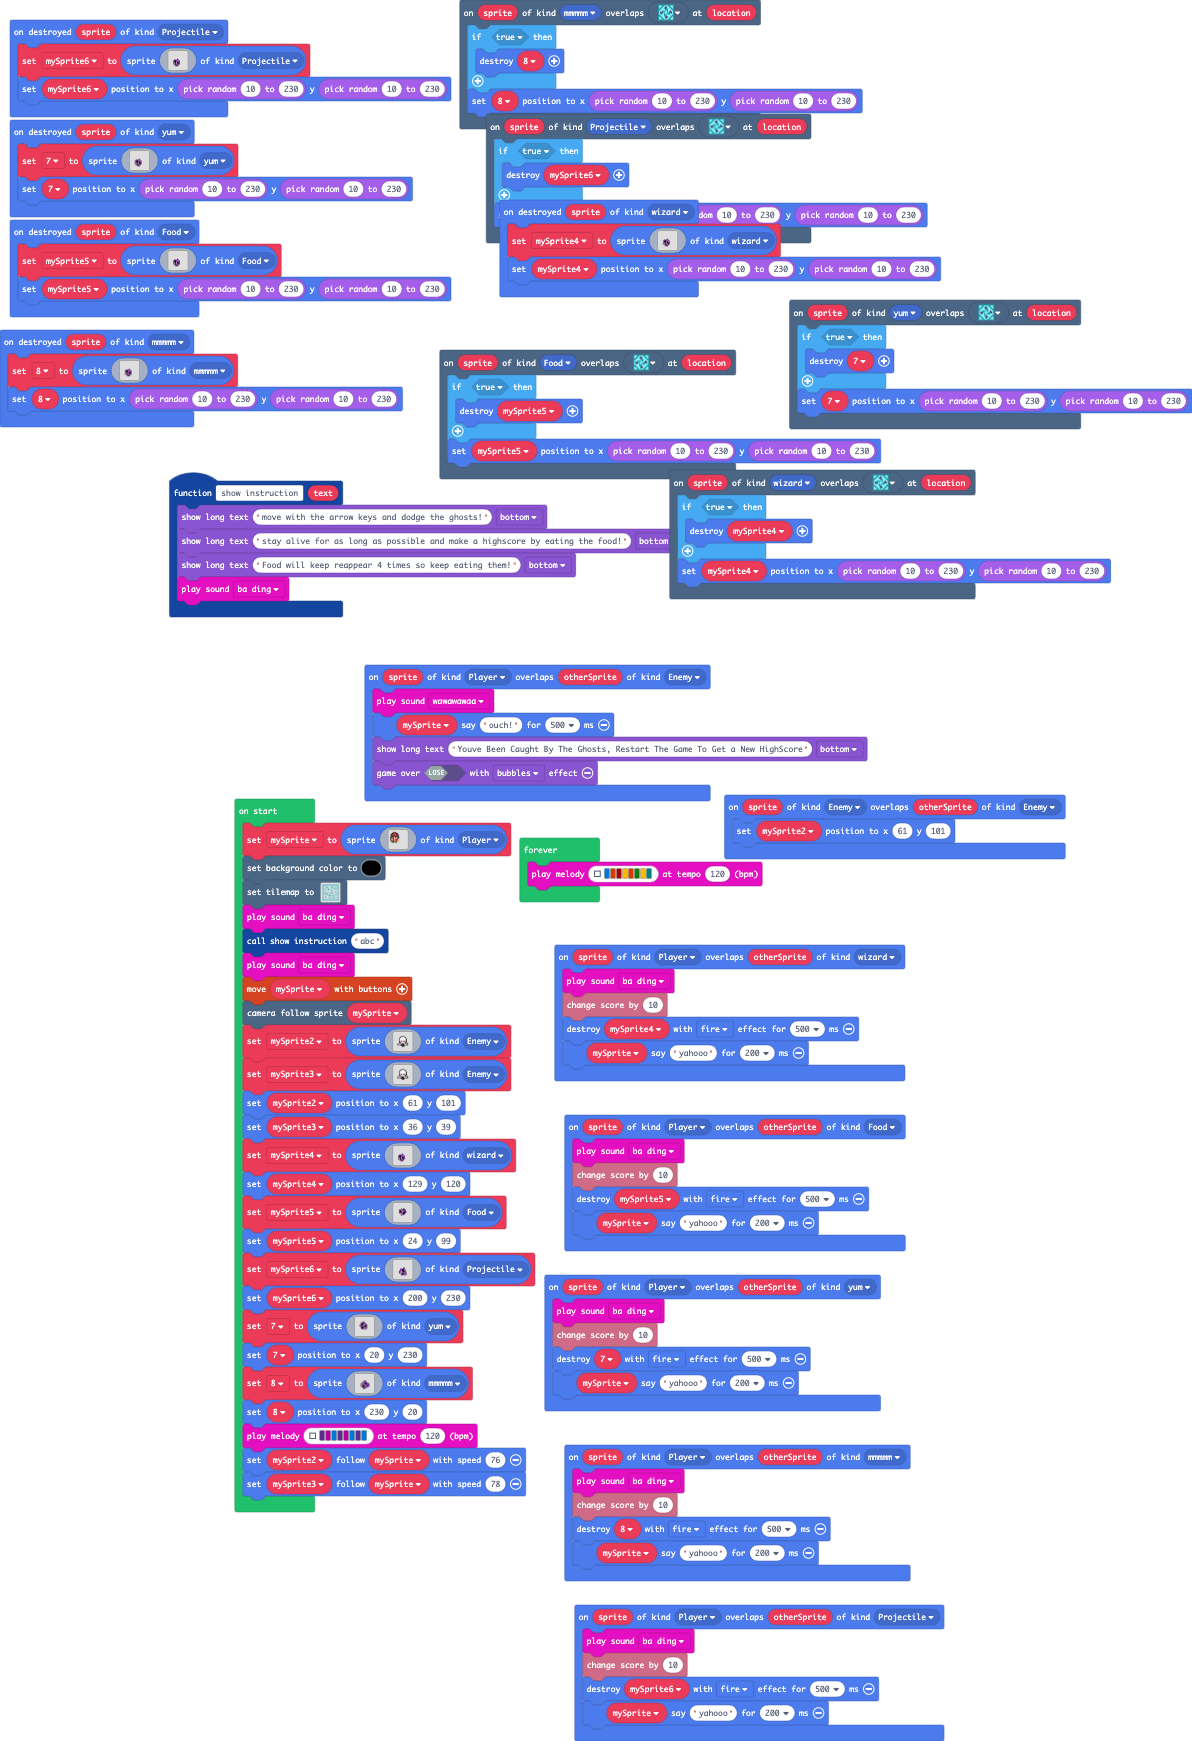 on destroyed sprite of kind Projectile
set mySprite6 to sprite of kind Projectile
set mySprite6 position to x pick random 10 to 230 y pick random 10 to 230
on destroyed sprite of kind yum
set 7 to sprite of kind yum
set 7 position to x pick random 10 to 230 y pick random 10 to 230
on destroyed sprite of kind Food
set mySprite5 to sprite of kind Food
set mySprite5 position to x pick random 10 to 230 y pick random 10 to 230
on destroyed sprite of kind mmmmm
set 8 to sprite of kind mmmmm
set 8 position to x pick random 10 to 230 y pick random 10 to 230
on sprite of kind mmmmm overlaps at location
if true then
destroy 8
set 8 position to x pick random 10 to 230 y pick random 10 to 230
on sprite of kind Projectile overlaps at location
if true then
destroy mySprite6
dom 10 to 230 y pick random 10 to 230
on destroyed sprite of kind wizard
set mySprite4 to sprite of kind wizard
set mySprite4 position to x pick random 10 to 230 y pick random 10 to 230
on sprite of kind yum overlaps at location
if true then
destroy 7
set 7 position to x pick random 10 to 230 y pick random 10 to 230
on sprite of kind Food overlaps at location
if true then
destroy mySprite5
set mySprite5 position to x pick random 10 to 230 y pick random 10 to 230
on sprite of kind wizard overlaps at location
if true then
destroy mySprite4
set mySprite4 position to x pick random 10 to 230 y pick random 10 to 230
function show instruction text
show long text "move with the arrow keys and dodge the ghosts!" bottom
show long text "stay alive for as long as possible and make a highscore by eating the food!" bottom
show long text "Food will keep reappear 4 times so keep eating them!" bottom
play sound ba ding
on sprite of kind Player overlaps otherSprite of kind Enemy
play sound wawawawaa
mySprite say "ouch!" for 500 ms
show long text "Youve Been Caught By The Ghosts, Restart The Game To Get a New HighScore" bottom
game over LOSE with bubbles effect
on sprite of kind Enemy overlaps otherSprite of kind Enemy
set mySprite2 position to x 61 y 101
on start
set mySprite to sprite of kind Player
set background color to
set tilemap to
play sound ba ding
call show instruction "abc"
play sound ba ding
move mySprite with buttons
camera follow sprite mySprite
set mySprite2 to sprite of kind Enemy
set mySprite3 to sprite of kind Enemy
set mySprite2 position to x 61 y 101
set mySprite3 position to x 36 y 39
set mySprite4 to sprite of kind wizard
set mySprite4 position to x 129 y 120
set mySprite5 to sprite of kind Food
set mySprite5 position to x 24 y 99
set mySprite6 to sprite of kind Projectile
set mySprite6 position to x 200 y 230
set 7 to sprite of kind yum
set 7 position to x 20 y 230
set 8 to sprite of kind mmmmm
set 8 position to x 230 y 20
play melody at tempo 120 (bpm)
set mySprite2 follow mySprite with speed 76
set mySprite3 follow mySprite with speed 78
forever
play melody at tempo 120 (bpm)
on sprite of kind Player overlaps otherSprite of kind wizard
play sound ba ding
change score by 10
destroy mySprite4 with fire effect for 500 ms
mySprite say "yahooo" for 200 ms
on sprite of kind Player overlaps otherSprite of kind Food
play sound ba ding
change score by 10
destroy mySprite5 with fire effect for 500 ms
mySprite say "yahooo" for 200 ms
on sprite of kind Player overlaps otherSprite of kind yum
play sound ba ding
change score by 10
destroy 7 with fire effect for 500 ms
mySprite say "yahooo" for 200 ms
on sprite of kind Player overlaps otherSprite of kind mmmmm
play sound ba ding
change score by 10
destroy 8 with fire effect for 500 ms
mySprite say "yahooo" for 200 ms
on sprite of kind Player overlaps otherSprite of kind Projectile
play sound ba ding
change score by 10
destroy mySprite6 with fire effect for 500 ms
mySprite say "yahooo" for 200 ms